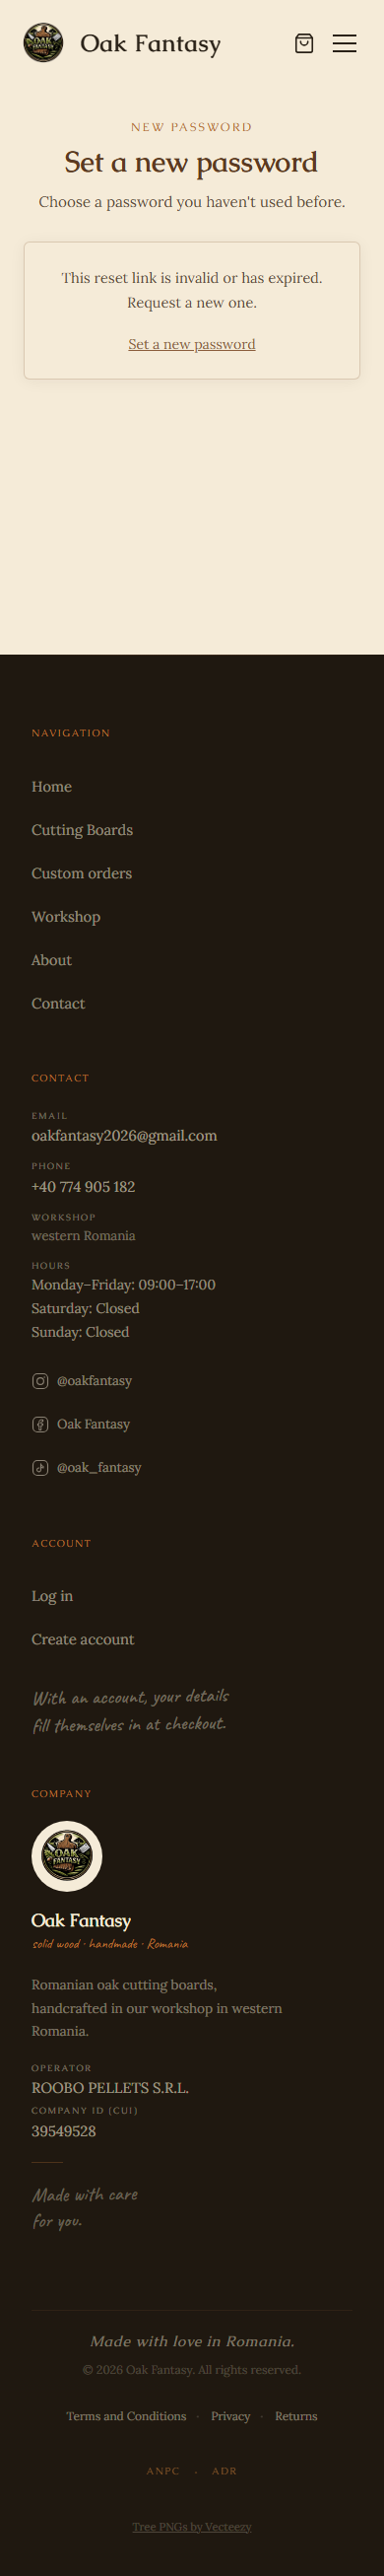 OAK
FANTASY
Oak Fantasy
NEW PASSWORD
Set a new password
Choose a password you haven't used before.
This reset link is invalid or has expired.
Request a new one.
Set a new password
NAVIGATION
Home
Cutting Boards
Custom orders
Workshop
About
Contact
CONTACT
EMAIL
oakfantasy2026@gmail.com
PHONE
+40 774 905 182
WORKSHOP
western Romania
HOURS
Monday–Friday: 09:00–17:00
Saturday: Closed
Sunday: Closed
@oakfantasy
Oak Fantasy
@oak_fantasy
ACCOUNT
Log in
Create account
With an account, your details
fill themselves in at checkout.
COMPANY
OAK
FANTASY
Oak Fantasy
solid wood · handmade · Romania
Romanian oak cutting boards,
handcrafted in our workshop in western
Romania.
OPERATOR
ROOBO PELLETS S.R.L.
COMPANY ID (CUI)
39549528
Made with care
for you.
Made with love in Romania.
© 2026 Oak Fantasy. All rights reserved.
Terms and Conditions · Privacy · Returns
ANPC · ADR
Tree PNGs by Vecteezy